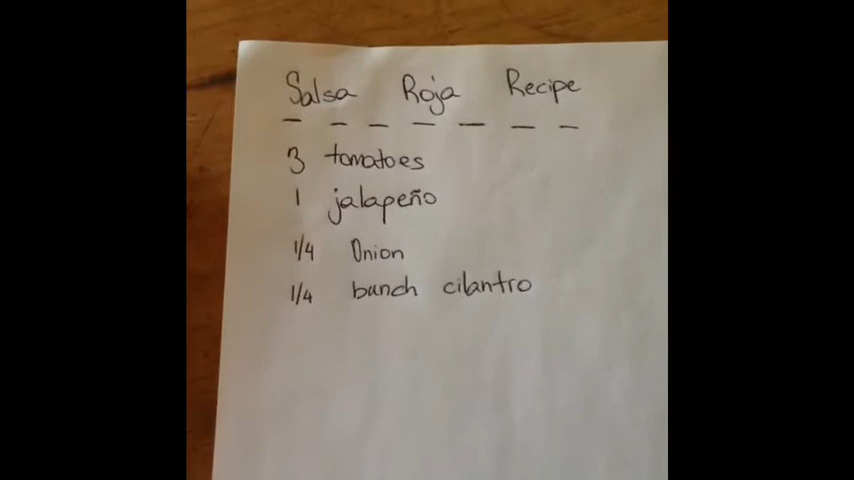 Salsa Roja Recipe
3 tomatoes
1 jalapeño
1/4 Onion
1/4 bunch cilantro